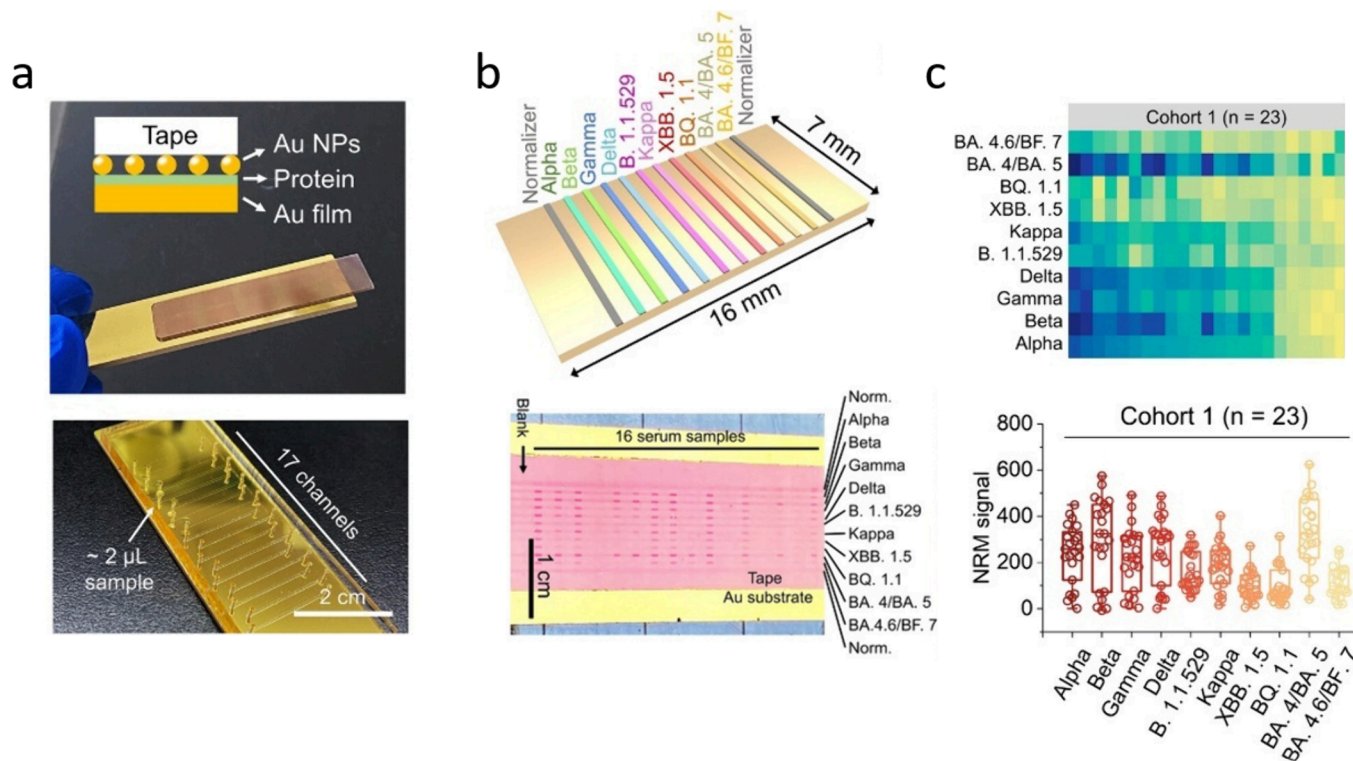 a
Tape
Au NPs
Protein
Au film
17 channels
~ 2 µL
sample
2 cm
b
Normalizer
Alpha
Beta
Gamma
Delta
B. 1.1.529
Kappa
XBB. 1.5
BQ. 1.1
BA. 4/BA. 5
BA. 4.6/BF. 7
Normalizer
7 mm
16 mm
Blank
16 serum samples
1 cm
Tape
Au substrate
Norm.
Alpha
Beta
Gamma
Delta
B. 1.1.529
Kappa
XBB. 1.5
BQ. 1.1
BA. 4/BA. 5
BA.4.6/BF. 7
Norm.
c
Cohort 1 (n = 23)
BA. 4.6/BF. 7
BA. 4/BA. 5
BQ. 1.1
XBB. 1.5
Kappa
B. 1.1.529
Delta
Gamma
Beta
Alpha
Cohort 1 (n = 23)
NRM signal
800
600
400
200
0
Alpha
Beta
Gamma
Delta
B. 1.1.529
Kappa
XBB. 1.5
BQ. 1.1
BA. 4/BA. 5
BA. 4.6/BF. 7